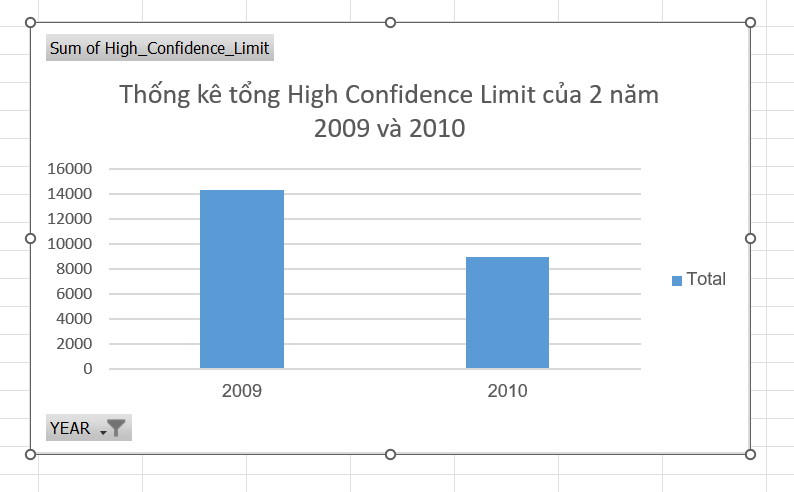 Sum of High_Confidence_Limit
Thống kê tổng High Confidence Limit của 2 năm
2009 và 2010
16000
14000
12000
10000
8000
6000
4000
2000
0
2009
2010
Total
YEAR